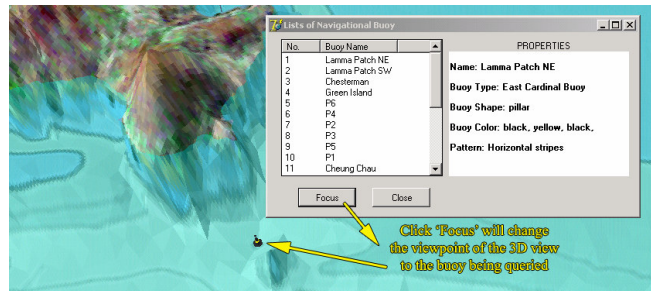 Lists of Navigational Buoy
No. Buoy Name
1 Lamma Patch NE
2 Lamma Patch SW
3 Chesterman
4 Green Island
5 P6
6 P4
7 P2
8 P3
9 P5
10 P1
11 Cheung Chau
PROPERTIES
Name: Lamma Patch NE
Buoy Type: East Cardinal Buoy
Buoy Shape: pillar
Buoy Color: black, yellow, black,
Pattern: Horizontal stripes
Focus Close
Click ‘Focus’ will change
the viewpoint of the 3D view
to the buoy being queried